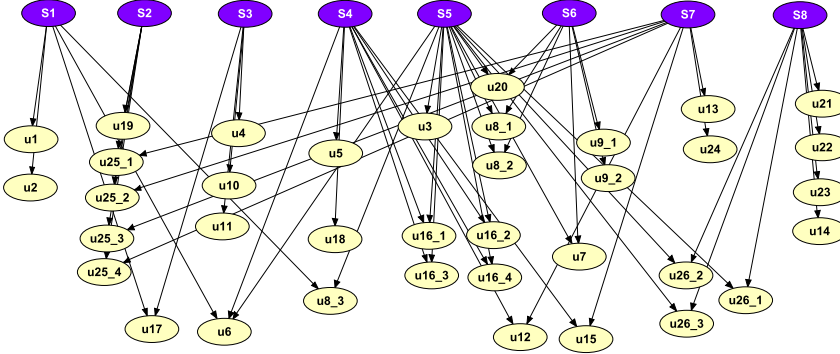 S1 S2 S3 S4 S5 S6 S7 S8
u20
u21
u13
u19 u4 u3 u8_1
u1 u5 u9_1 u22
u24
u25_1 u8_2
u2 u10 u9_2 u23
u25_2
u11 u14
u25_3 u18 u16_1 u16_2
u7
u25_4 u16_3 u16_4 u26_2
u8_3 u26_1
u17 u6 u12 u15 u26_3